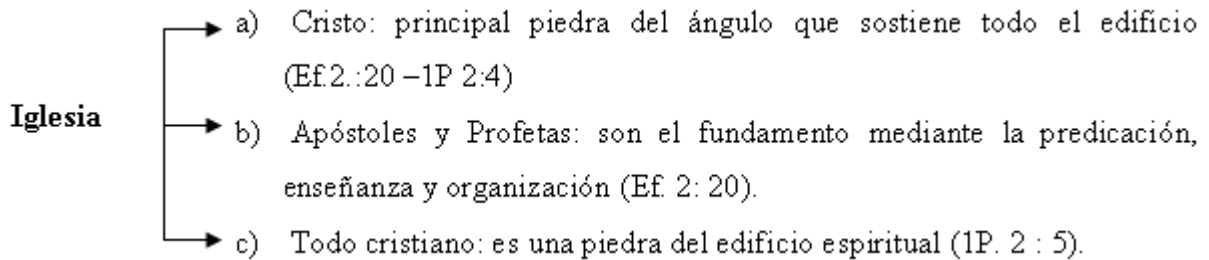 a) Cristo: principal piedra del ángulo que sostiene todo el edificio
(Ef.2.:20 –1P 2:4)
Iglesia
b) Apóstoles y Profetas: son el fundamento mediante la predicación,
enseñanza y organización (Ef. 2: 20).
c) Todo cristiano: es una piedra del edificio espiritual (1P. 2 : 5).